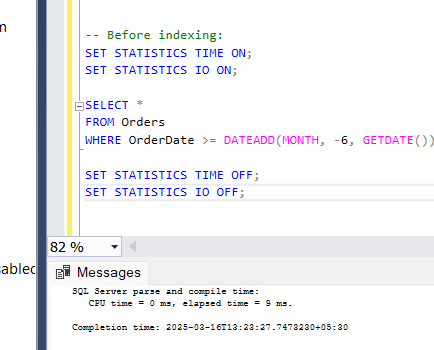 m
-- Before indexing:
SET STATISTICS TIME ON;
SET STATISTICS IO ON;
SELECT *
FROM Orders
WHERE OrderDate >= DATEADD(MONTH, -6, GETDATE())
SET STATISTICS TIME OFF;
SET STATISTICS IO OFF;
82 %
sabled
Messages
SQL Server parse and compile time:
CPU time = 0 ms, elapsed time = 9 ms.
Completion time: 2025-03-16T13:23:27.7473230+05:30